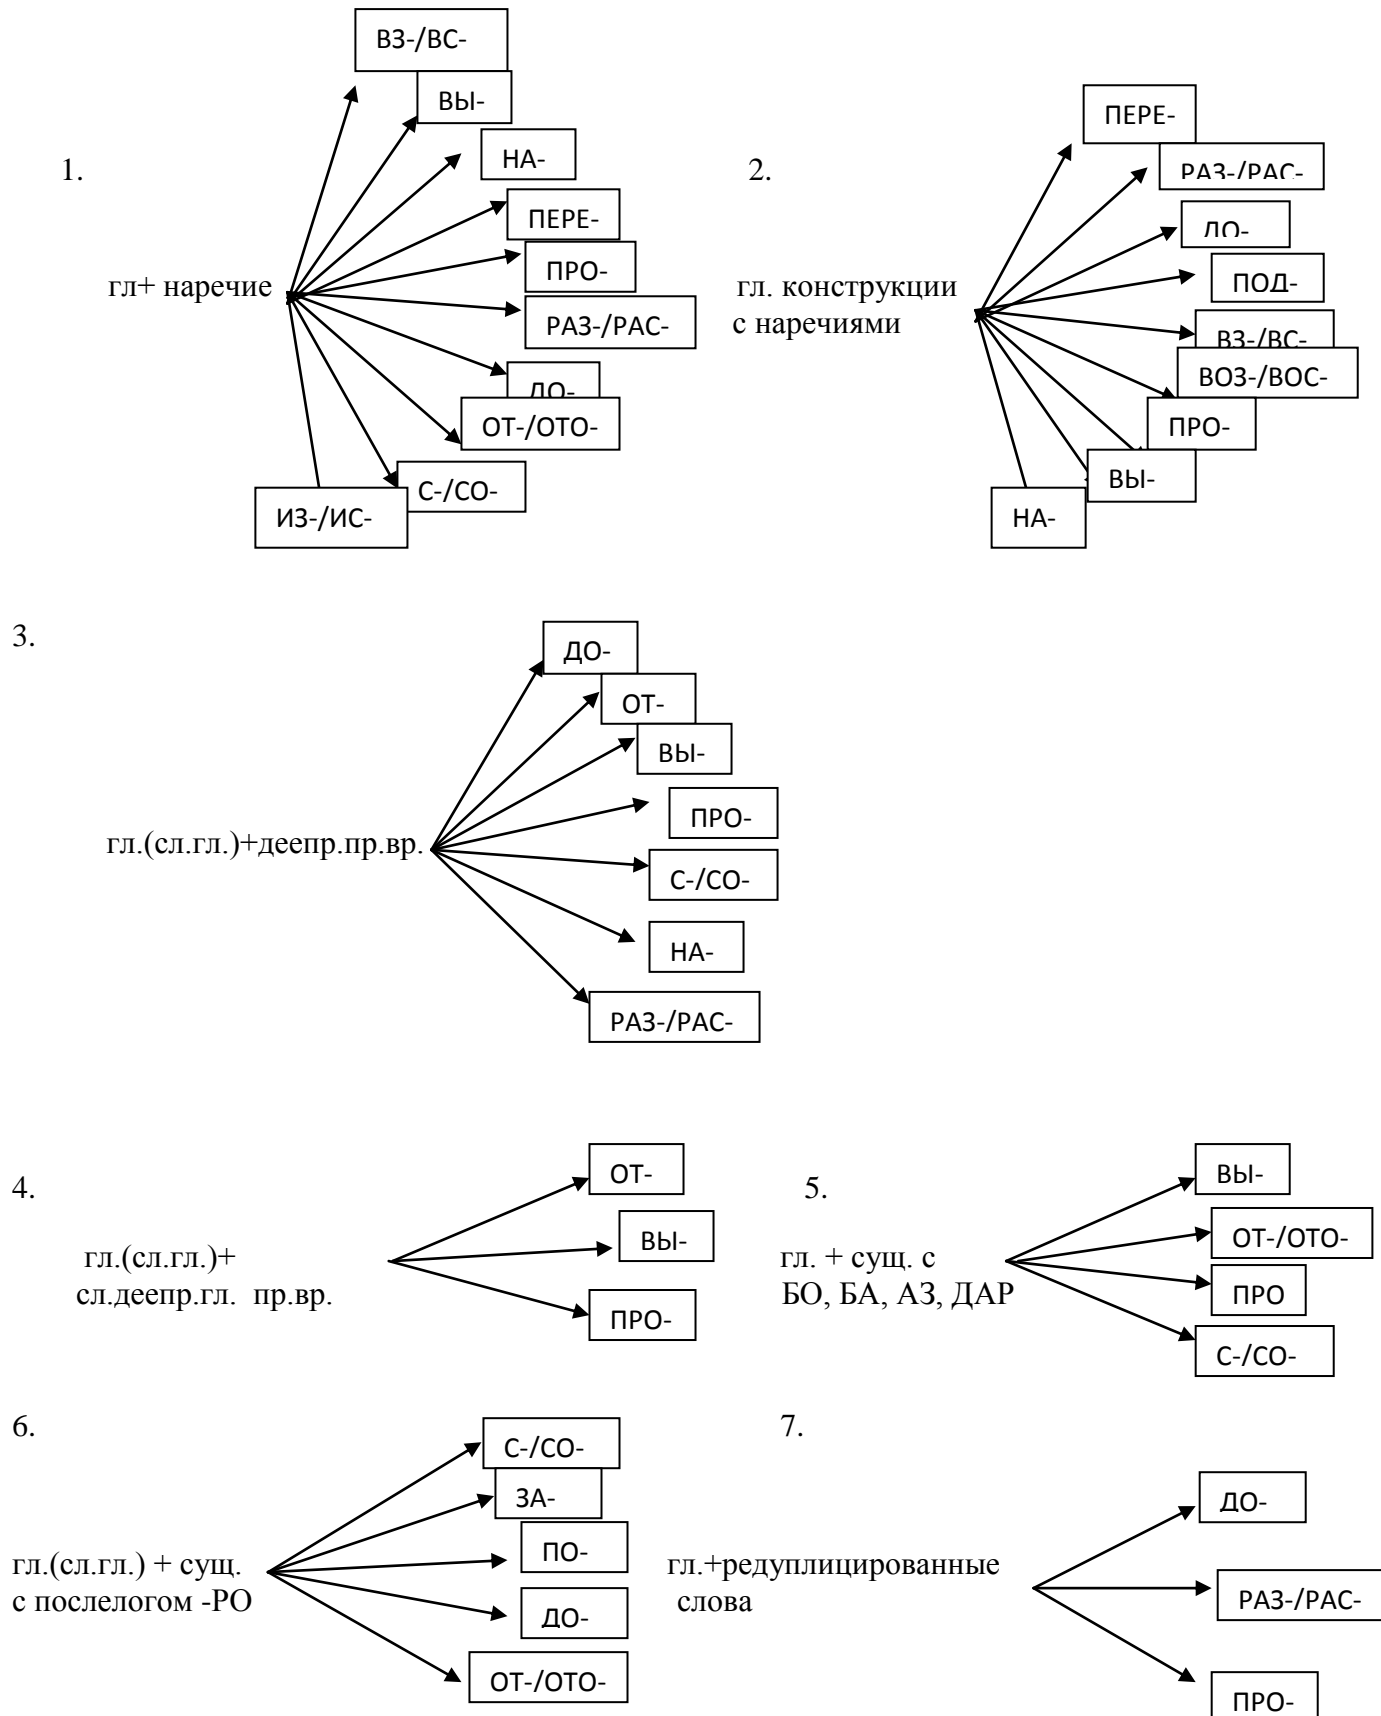 1.
гл+ наречие
ВЗ-/ВС-
ВЫ-
НА-
ПЕРЕ-
ПРО-
РАЗ-/РАС-
ДО-
ОТ-/ОТО-
С-/СО-
ИЗ-/ИС-
2.
гл. конструкции
с наречиями
ПЕРЕ-
РАЗ-/РАС-
ДО-
ПОД-
ВЗ-/ВС-
ВОЗ-/ВОС-
ПРО-
ВЫ-
НА-
3.
гл.(сл.гл.)+деепр.пр.вр.
ДО-
ОТ-
ВЫ-
ПРО-
С-/СО-
НА-
РАЗ-/РАС-
4.
гл.(сл.гл.)+
сл.деепр.гл. пр.вр.
ОТ-
ВЫ-
ПРО-
5.
гл. + сущ. с
БО, БА, АЗ, ДАР
ВЫ-
ОТ-/ОТО-
ПРО
С-/СО-
6.
гл.(сл.гл.) + сущ.
с послелогом -РО
С-/СО-
ЗА-
ПО-
ДО-
ОТ-/ОТО-
7.
гл.+редуплицированные
слова
ДО-
РАЗ-/РАС-
ПРО-